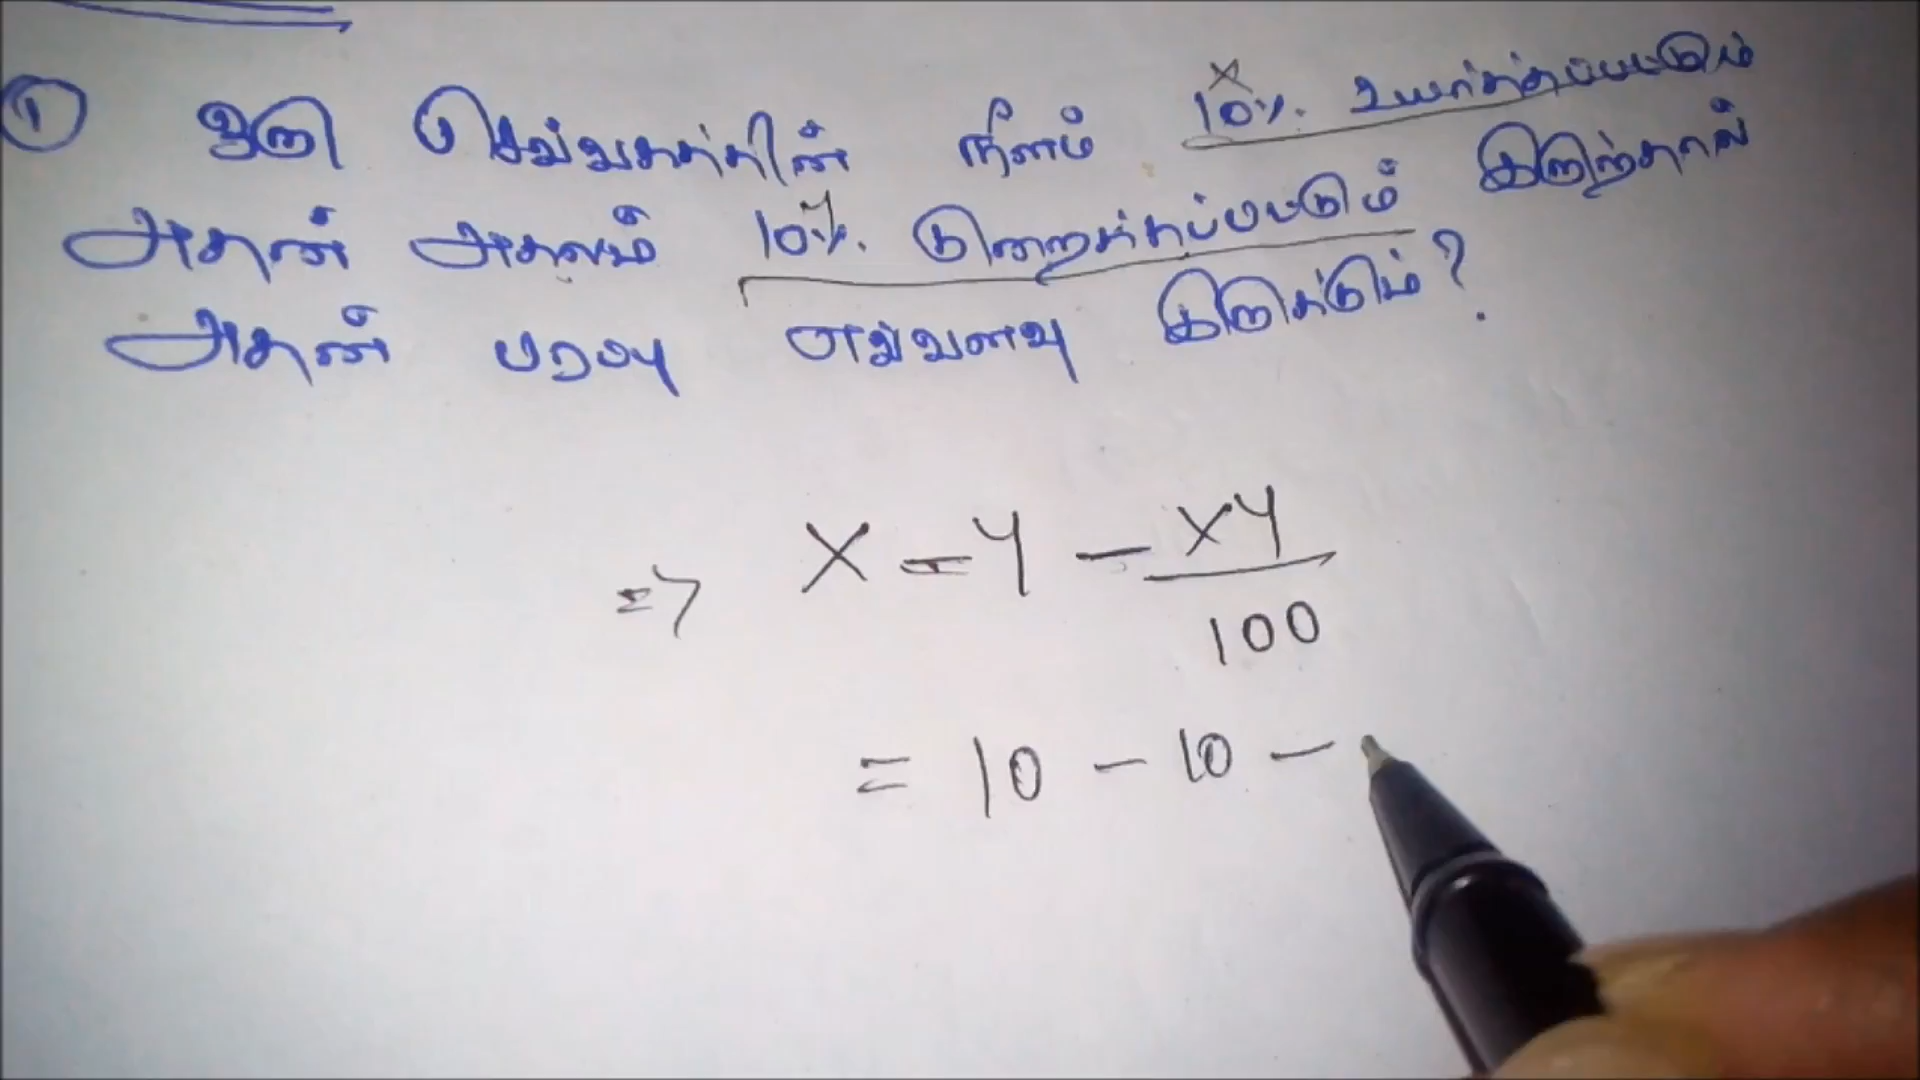 ① ஒரு செவ்வகத்தின் நீளம் 10% உயர்த்தப்பட்டும்
x
அதன் அகலம் 10% குறைக்கப்பட்டும் இருந்தால்
y
அதன் பரப்பு எவ்வளவு இருக்கும்?
=> x - y - xy/100
= 10 - 10 -